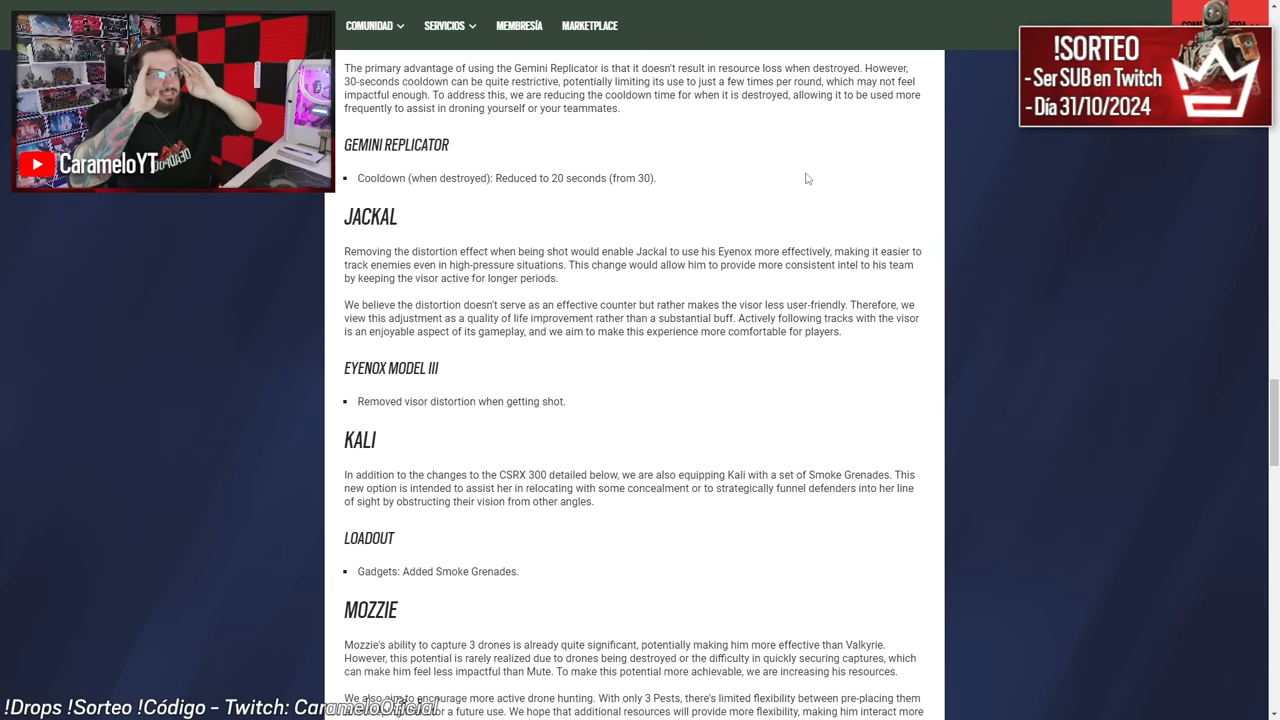 COMUNIDAD
SERVICIOS
MEMBRESÍA
MARKETPLACE
!SORTEO
- Ser SUB en Twitch
- Día 31/10/2024
CarameloYT
The primary advantage of using the Gemini Replicator is that it doesn't result in resource loss when destroyed. However,
30-seconds cooldown can be quite restrictive, potentially limiting its use to just a few times per round, which may not feel
impactful enough. To address this, we are reducing the cooldown time for when it is destroyed, allowing it to be used more
frequently to assist in droning yourself or your teammates.
GEMINI REPLICATOR
▪ Cooldown (when destroyed): Reduced to 20 seconds (from 30).
JACKAL
Removing the distortion effect when being shot would enable Jackal to use his Eyenox more effectively, making it easier to
track enemies even in high-pressure situations. This change would allow him to provide more consistent intel to his team
by keeping the visor active for longer periods.
We believe the distortion doesn't serve as an effective counter but rather makes the visor less user-friendly. Therefore, we
view this adjustment as a quality of life improvement rather than a substantial buff. Actively following tracks with the visor
is an enjoyable aspect of its gameplay, and we aim to make this experience more comfortable for players.
EYENOX MODEL III
▪ Removed visor distortion when getting shot.
KALI
In addition to the changes to the CSRX 300 detailed below, we are also equipping Kali with a set of Smoke Grenades. This
new option is intended to assist her in relocating with some concealment or to strategically funnel defenders into her line
of sight by obstructing their vision from other angles.
LOADOUT
▪ Gadgets: Added Smoke Grenades.
MOZZIE
Mozzie's ability to capture 3 drones is already quite significant, potentially making him more effective than Valkyrie.
However, this potential is rarely realized due to drones being destroyed or the difficulty in quickly securing captures, which
can make him feel less impactful than Mute. To make this potential more achievable, we are increasing his resources.
We also aim to encourage more active drone hunting. With only 3 Pests, there's limited flexibility between pre-placing them
for a future use. We hope that additional resources will provide more flexibility, making him interact more
!Drops !Sorteo !Código - Twitch: CarameloOficial